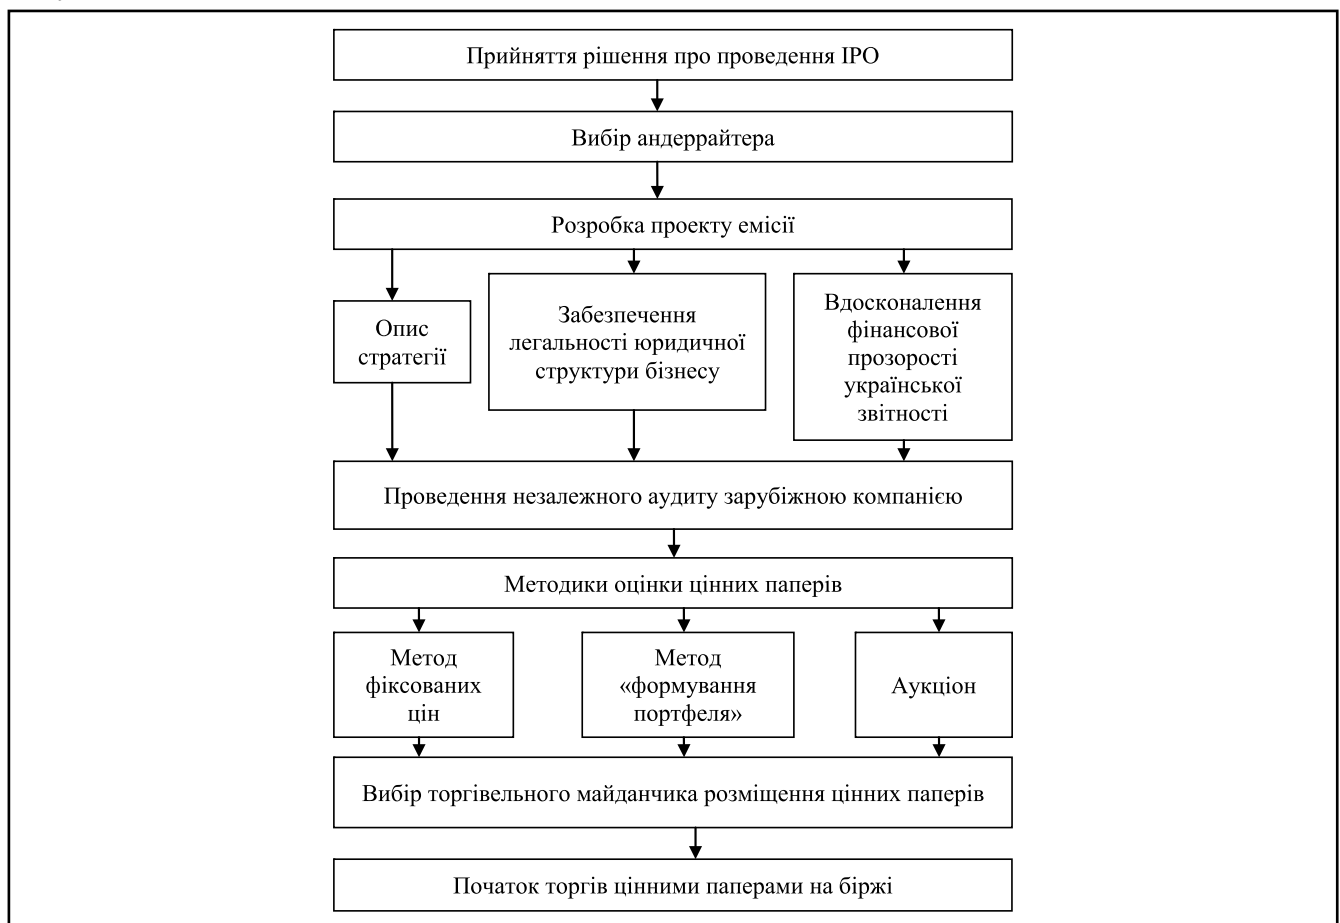 Прийняття рішення про проведення ІРО
Вибір андеррайтера
Розробка проекту емісії
Опис
стратегії
Забезпечення
легальності юридичної
структури бізнесу
Вдосконалення
фінансової
прозорості
української
звітності
Проведення незалежного аудиту зарубіжною компанією
Методики оцінки цінних паперів
Метод
фіксованих
цін
Метод
«формування
портфеля»
Аукціон
Вибір торгівельного майданчика розміщення цінних паперів
Початок торгів цінними паперами на біржі